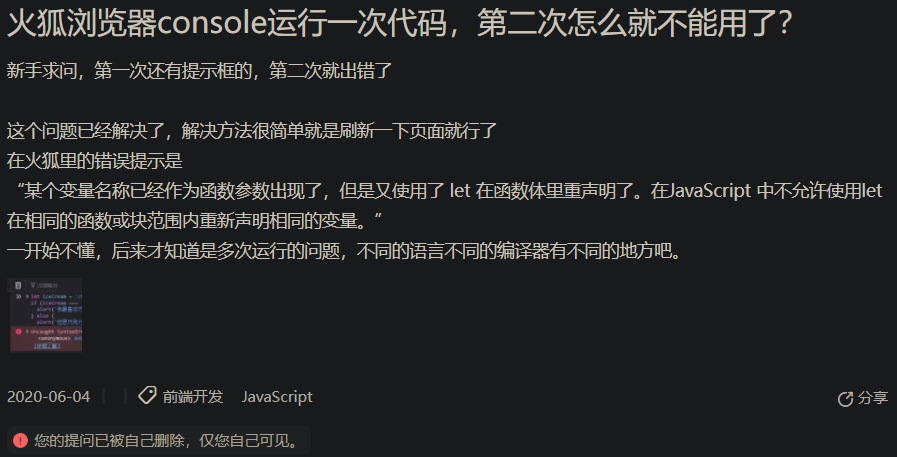 火狐浏览器console运行一次代码，第二次怎么就不能用了？
新手求问，第一次还有提示框的，第二次就出错了
这个问题已经解决了，解决方法很简单就是刷新一下页面就行了
在火狐里的错误提示是
“某个变量名称已经作为函数参数出现了，但是又使用了 let 在函数体里重声明了。在JavaScript 中不允许使用let
在相同的函数或块范围内重新声明相同的变量。”
一开始不懂，后来才知道是多次运行的问题，不同的语言不同的编译器有不同的地方吧。
let iceCream = 'c
if (iceCream ===
alert(
} else {
alert(
Uncaught SyntaxErr
<anonymous>
2020-06-04
前端开发
JavaScript
分享
您的提问已被自己删除，仅您自己可见。